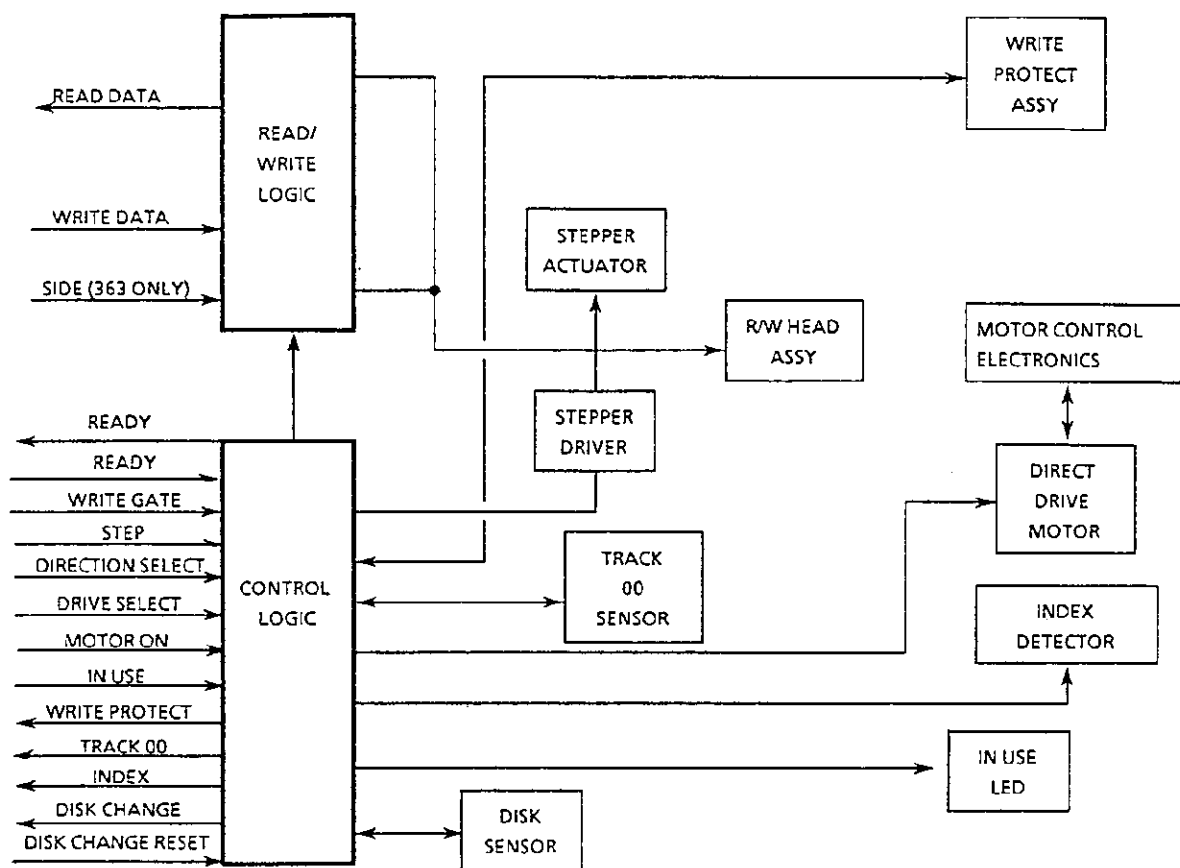 WRITE
PROTECT
ASSY
READ DATA
READ/
WRITE
LOGIC
WRITE DATA
SIDE (363 ONLY)
STEPPER
ACTUATOR
R/W HEAD
ASSY
MOTOR CONTROL
ELECTRONICS
STEPPER
DRIVER
DIRECT
DRIVE
MOTOR
READY
READY
WRITE GATE
STEP
DIRECTION SELECT
DRIVE SELECT
MOTOR ON
IN USE
WRITE PROTECT
TRACK 00
INDEX
DISK CHANGE
DISK CHANGE RESET
CONTROL
LOGIC
TRACK
00
SENSOR
INDEX
DETECTOR
IN USE
LED
DISK
SENSOR